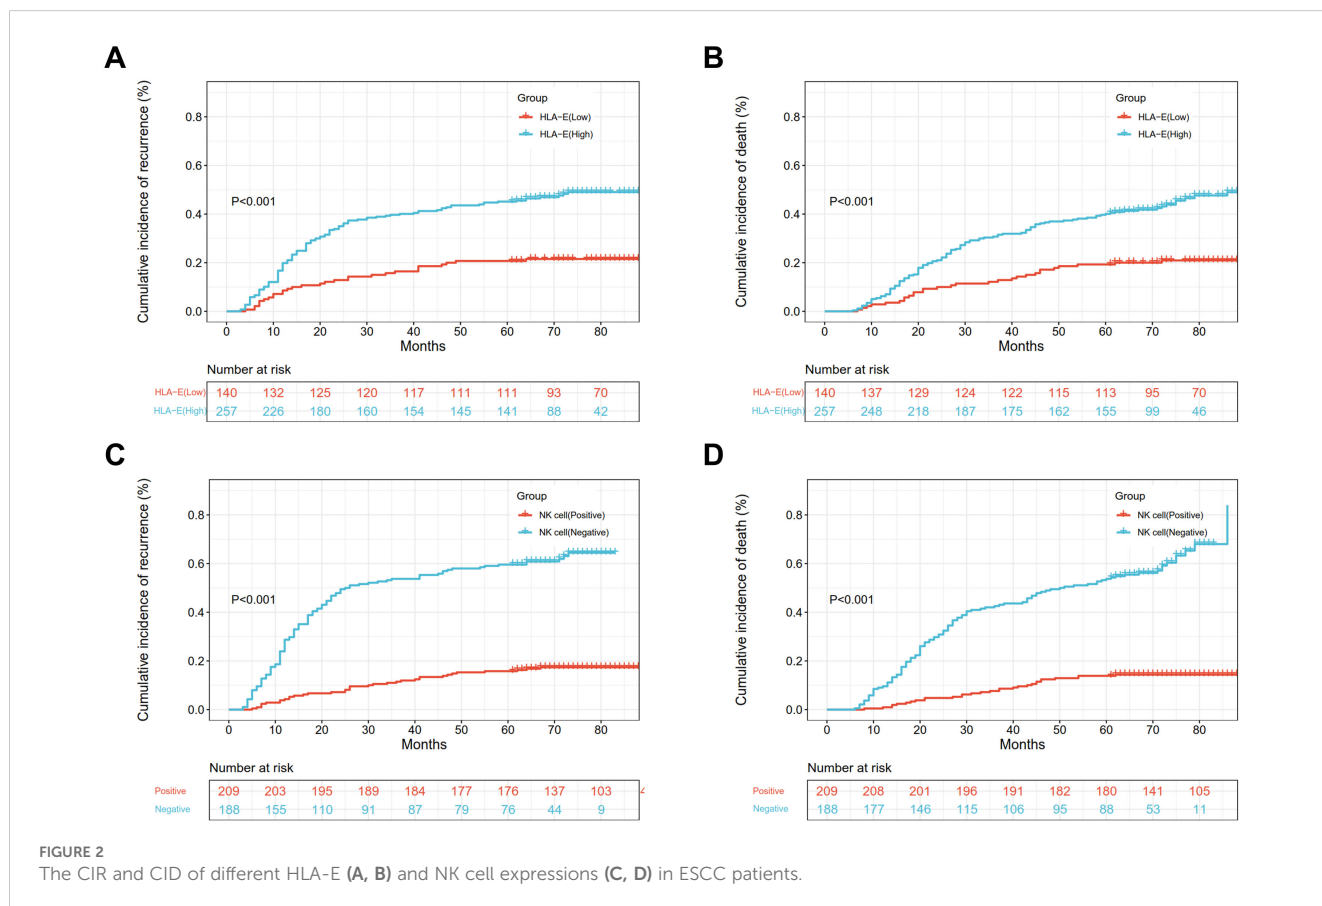 A
Cumulative incidence of recurrence (%)
0.8
0.6
0.4
0.2
0.0
P<0.001
Group
HLA−E(Low)
HLA−E(High)
0 10 20 30 40 50 60 70 80
Months
Number at risk
HLA−E(Low) 140 132 125 120 117 111 111 93 70
HLA−E(High) 257 226 180 160 154 145 141 88 42
B
Cumulative incidence of death (%)
0.8
0.6
0.4
0.2
0.0
P<0.001
Group
HLA−E(Low)
HLA−E(High)
0 10 20 30 40 50 60 70 80
Months
Number at risk
HLA−E(Low) 140 137 129 124 122 115 113 95 70
HLA−E(High) 257 248 218 187 175 162 155 99 46
C
Cumulative incidence of recurrence (%)
0.8
0.6
0.4
0.2
0.0
P<0.001
Group
NK cell(Positive)
NK cell(Negative)
0 10 20 30 40 50 60 70 80
Months
Number at risk
Positive 209 203 195 189 184 177 176 137 103
Negative 188 155 110 91 87 79 76 44 9
D
Cumulative incidence of death (%)
0.8
0.6
0.4
0.2
0.0
P<0.001
Group
NK cell(Positive)
NK cell(Negative)
0 10 20 30 40 50 60 70 80
Months
Number at risk
Positive 209 208 201 196 191 182 180 141 105
Negative 188 177 146 115 106 95 88 53 11
FIGURE 2
The CIR and CID of different HLA-E (A, B) and NK cell expressions (C, D) in ESCC patients.